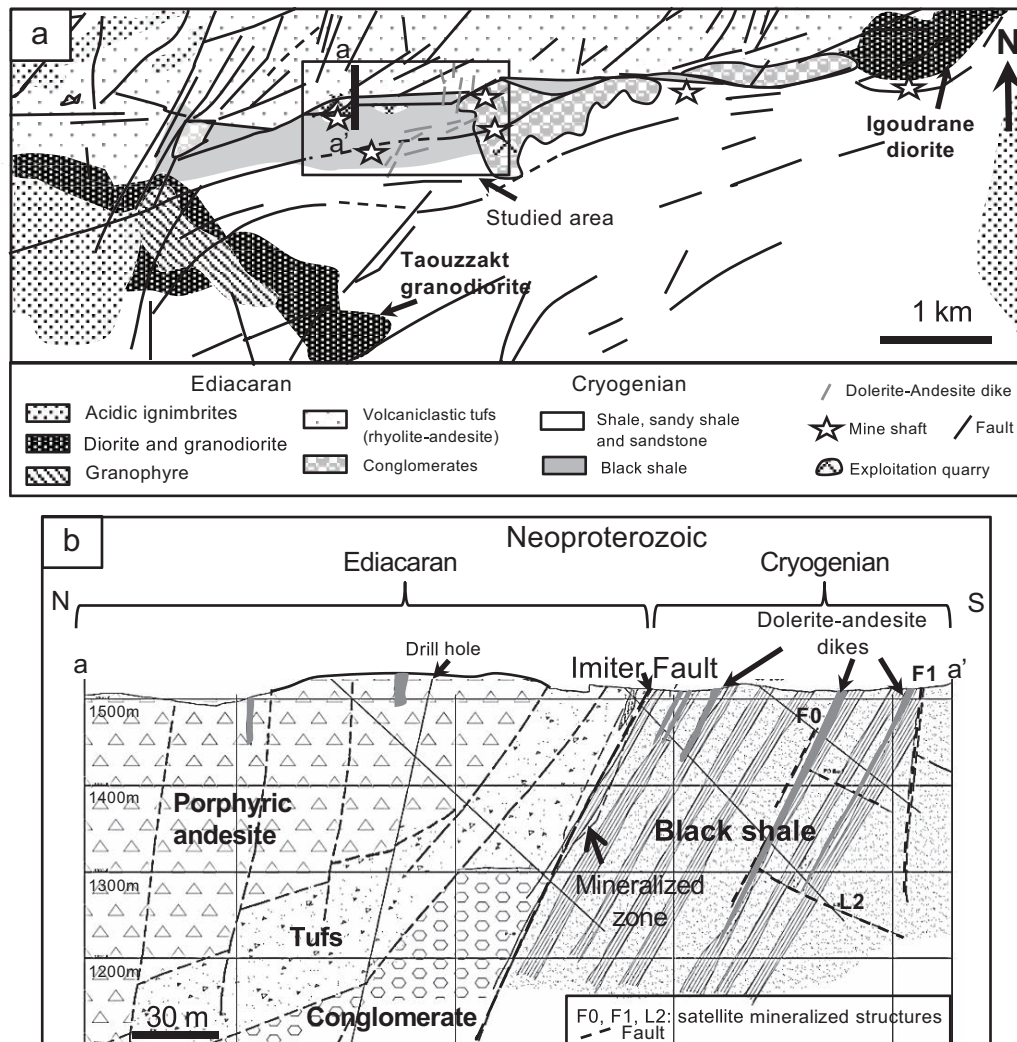 a
N
a
a'
Igoudrane
diorite
Studied area
Taouzzakt
granodiorite
1 km
Ediacaran
Cryogenian
Acidic ignimbrites
Diorite and granodiorite
Granophyre
Volcaniclastic tufs
(rhyolite-andesite)
Conglomerates
Shale, sandy shale
and sandstone
Black shale
Dolerite-Andesite dike
Mine shaft
Fault
Exploitation quarry
b
Neoproterozoic
Ediacaran
Cryogenian
N
S
Dolerite-andesite
dikes
Drill hole
a
Imiter Fault
F1
a'
1500m
F0
1400m
Porphyric
andesite
Black shale
1300m
Mineralized
zone
L2
Tufs
1200m
30 m
Conglomerate
F0, F1, L2: satellite mineralized structures
Fault